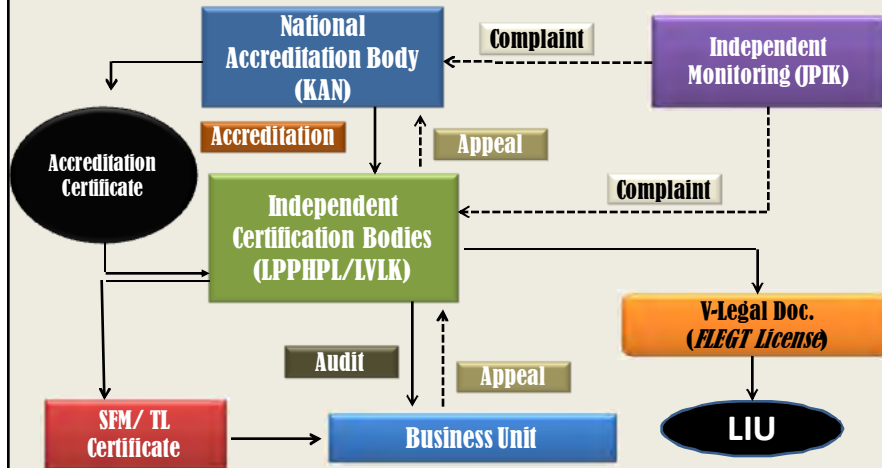 National
Accreditation Body
(KAN)
Complaint
Independent
Monitoring (JPIK)
Accreditation
Appeal
Accreditation
Certificate
Complaint
Independent
Certification Bodies
(LPPHPL/LVLK)
V-Legal Doc.
(FLEGT License)
Audit
Appeal
SFM/ TL
Certificate
Business Unit
LIU